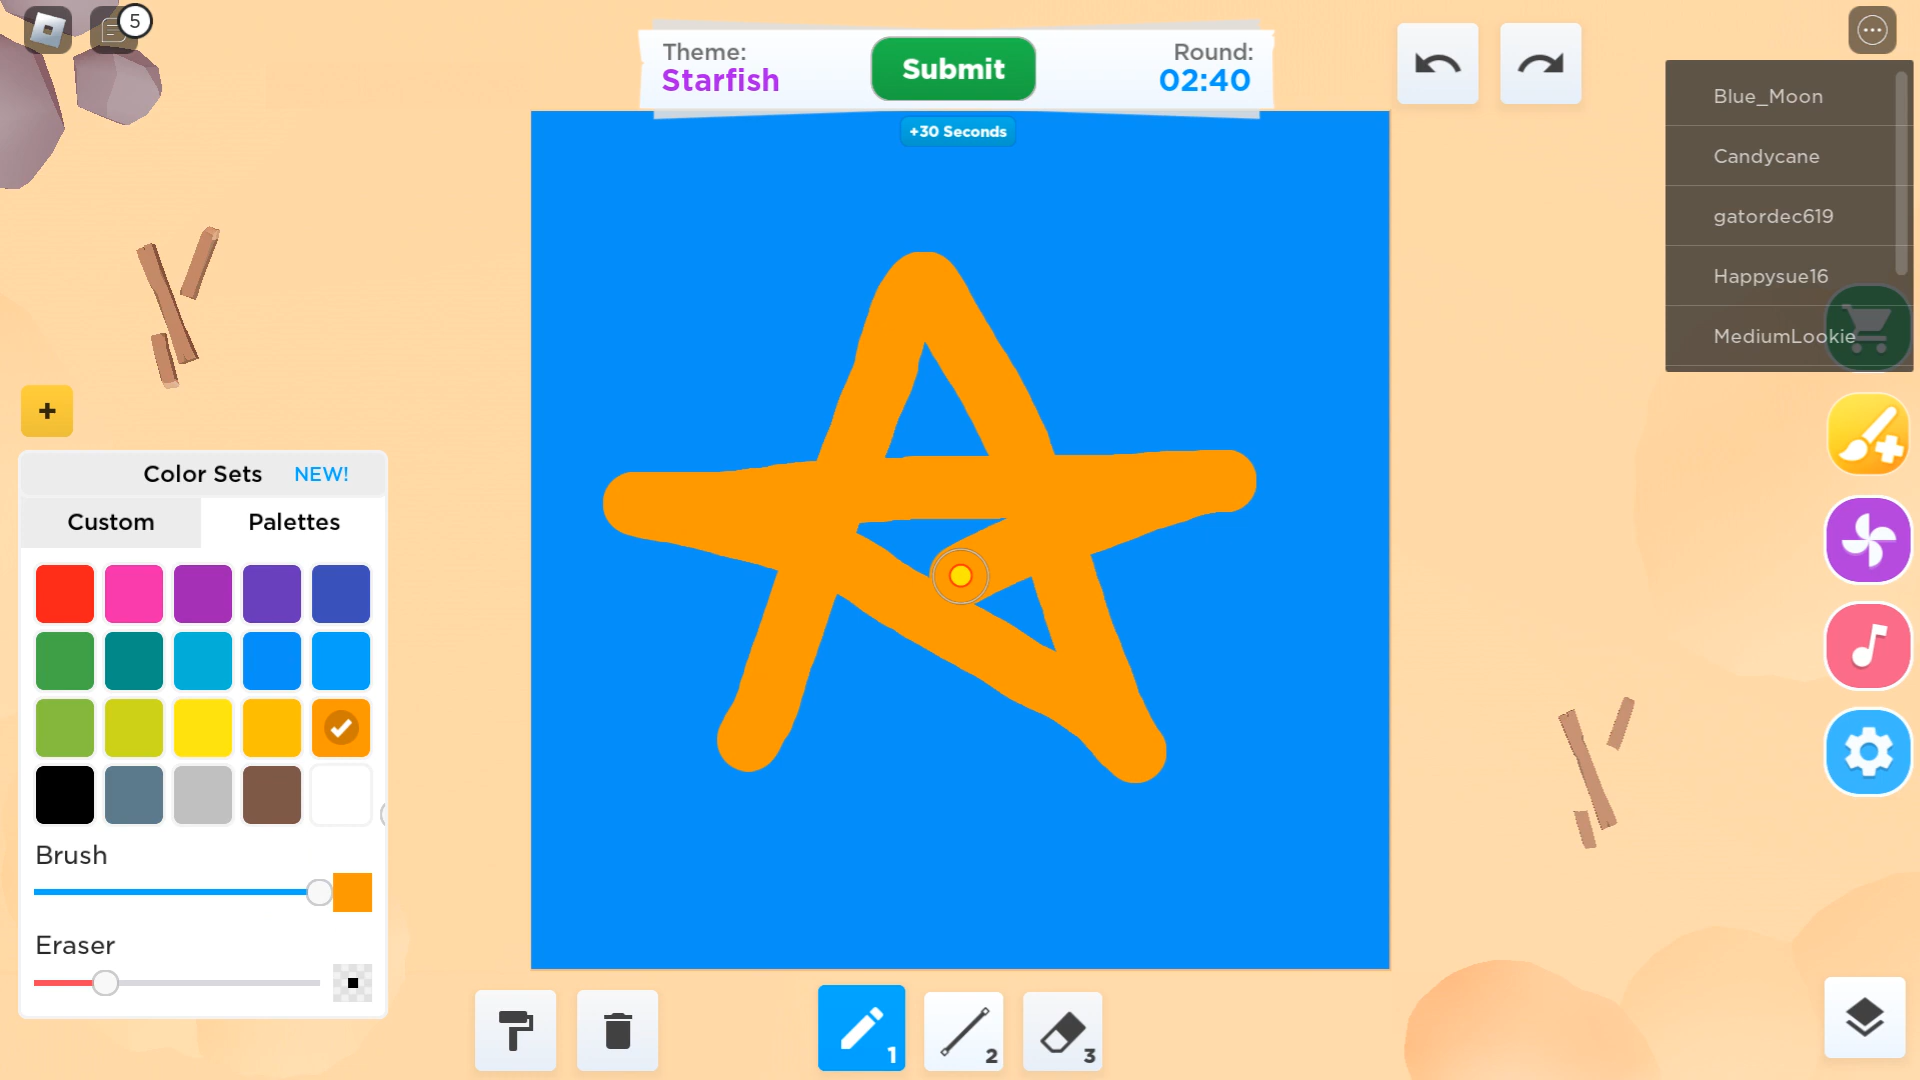 5
Theme:
Starfish
Submit
Round:
02:40
+30 Seconds
Blue_Moon
Candycane
gatordec619
Happysue16
MediumLookie
+
Color Sets NEW!
Custom Palettes
Brush
Eraser
1
2
3